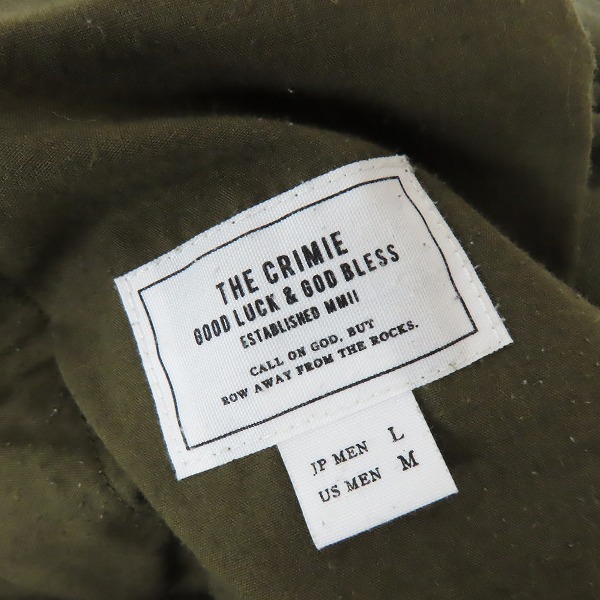 THE CRIMIE
GOOD LUCK & GOD BLESS
ESTABLISHED MMII
CALL ON GOD, BUT
ROW AWAY FROM THE ROCKS.
JP MEN L
US MEN M